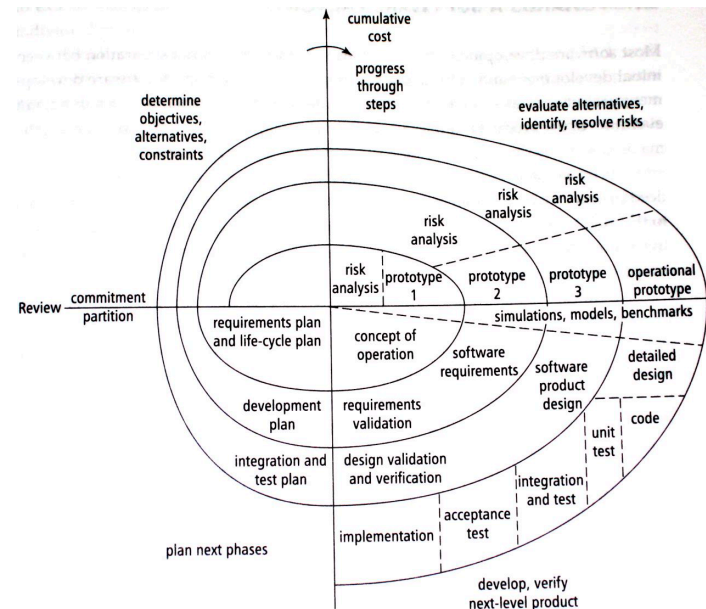 cumulative
cost
progress
through
steps
determine
objectives,
alternatives,
constraints
evaluate alternatives,
identify, resolve risks
risk
analysis
risk
analysis
risk
analysis
risk
analysis
prototype
1
prototype
2
prototype
3
operational
prototype
Review
commitment
partition
simulations, models, benchmarks
requirements plan
and life-cycle plan
concept of
operation
software
requirements
software
product
design
detailed
design
development
plan
requirements
validation
unit
test
code
integration and
test plan
design validation
and verification
integration
and test
acceptance
test
implementation
plan next phases
develop, verify
next-level product